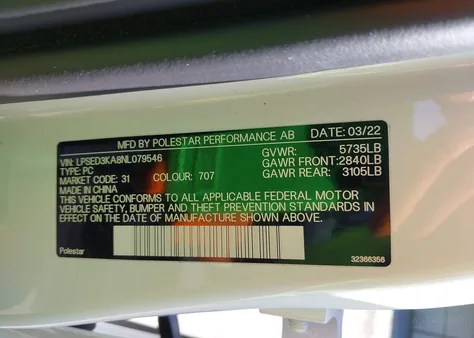 MFD BY POLESTAR PERFORMANCE AB DATE: 03/22
VIN: LPSED3KA8NL079546 GVWR: 5735LB
TYPE: PC GAWR FRONT: 2840LB
MARKET CODE: 31 COLOUR: 707 GAWR REAR: 3105LB
MADE IN CHINA
THIS VEHICLE CONFORMS TO ALL APPLICABLE FEDERAL MOTOR
VEHICLE SAFETY, BUMPER AND THEFT PREVENTION STANDARDS IN
EFFECT ON THE DATE OF MANUFACTURE SHOWN ABOVE.
Polestar 32366356